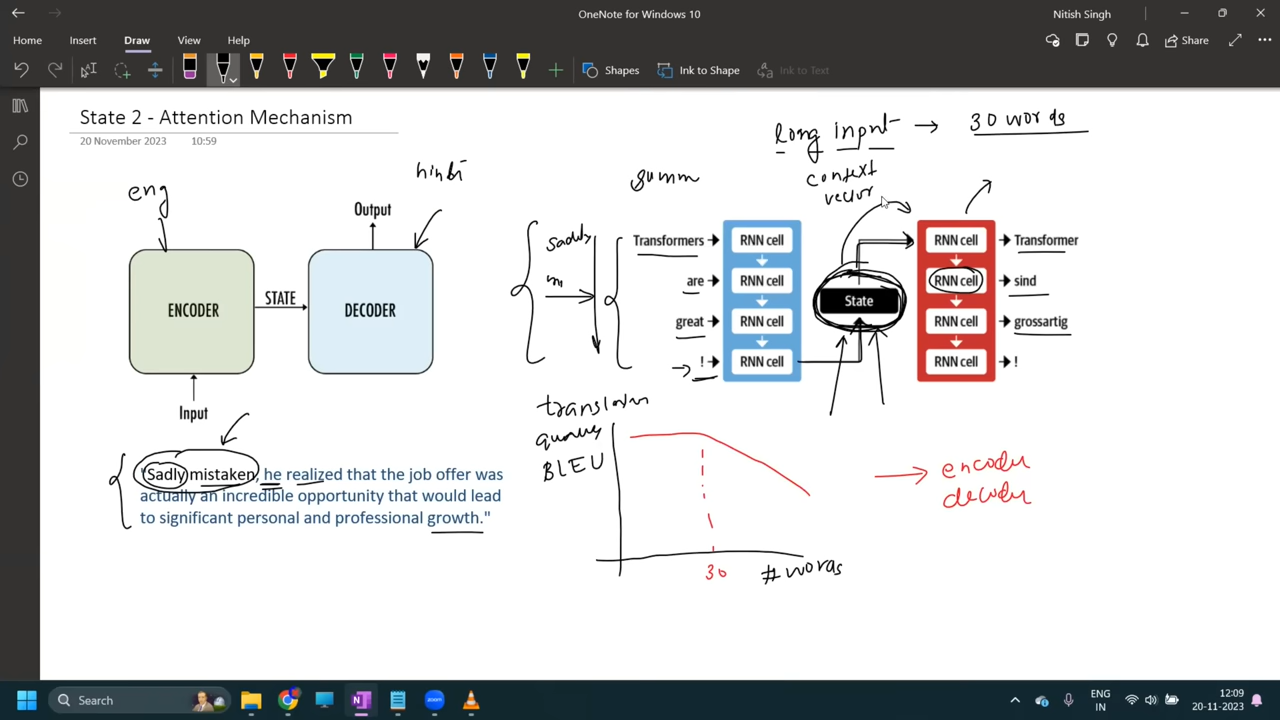 OneNote for Windows 10
Nitish Singh
Home Insert Draw View Help
Share
Shapes Ink to Shape Ink to Text
State 2 - Attention Mechanism
20 November 2023 10:59
long input → 30 words
context
vector
eng
hindi
summ
Output
ENCODER
STATE
DECODER
Input
Sadly
m
Transformers
are
great
!
RNN cell
RNN cell
RNN cell
RNN cell
State
RNN cell
RNN cell
RNN cell
RNN cell
Transformer
sind
grossartig
!
"Sadly mistaken, he realized that the job offer was
actually an incredible opportunity that would lead
to significant personal and professional growth."
BLEU
30
# words
encoder
decoder
Search
ENG
IN
12:09
20-11-2023